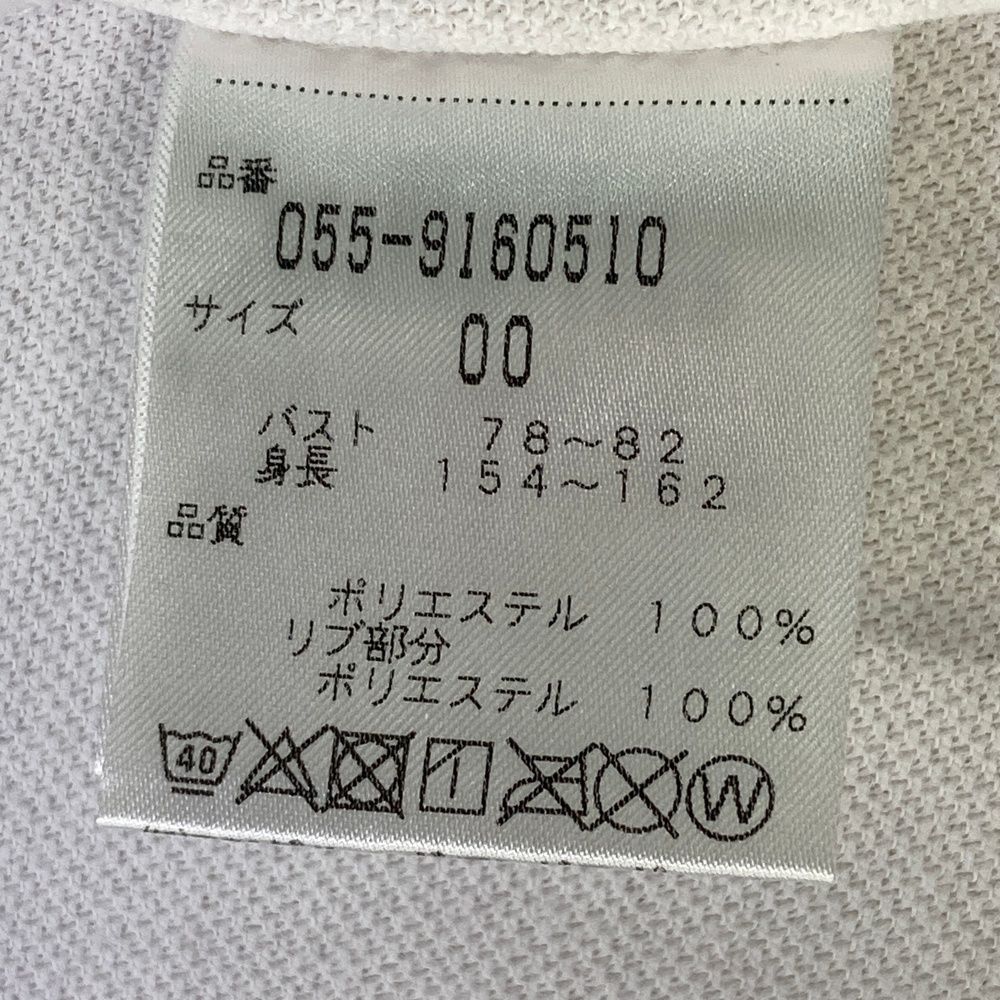 品番
055-9160510
サイズ
00
バスト 78~82
身長 154~162
品質
ポリエステル 100%
リブ部分
ポリエステル 100%
40 W